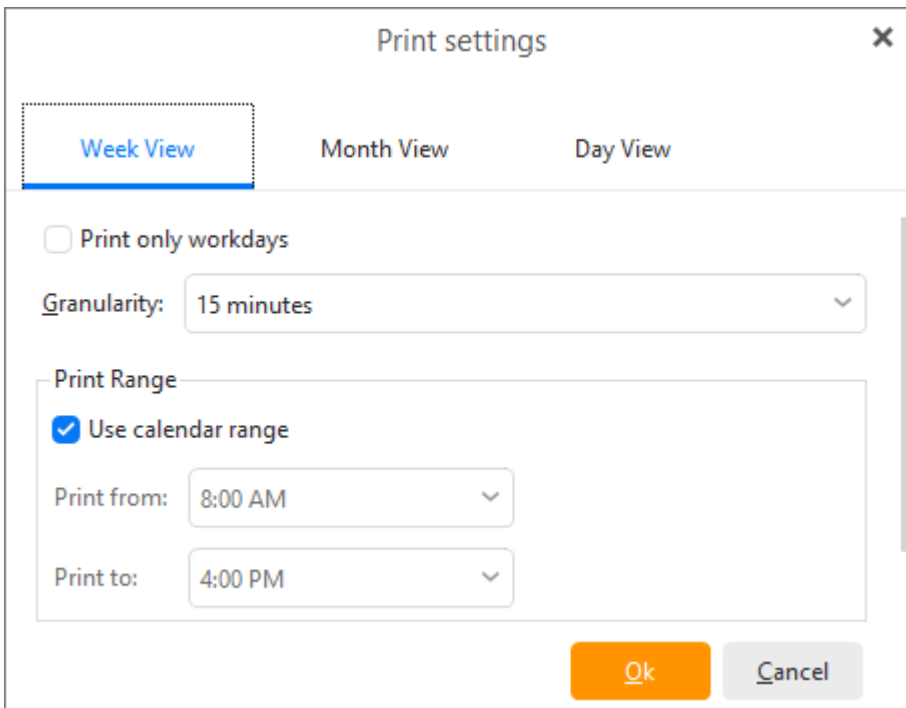 Print settings
Week View Month View Day View
Print only workdays
Granularity: 15 minutes
Print Range
Use calendar range
Print from: 8:00 AM
Print to: 4:00 PM
Ok Cancel